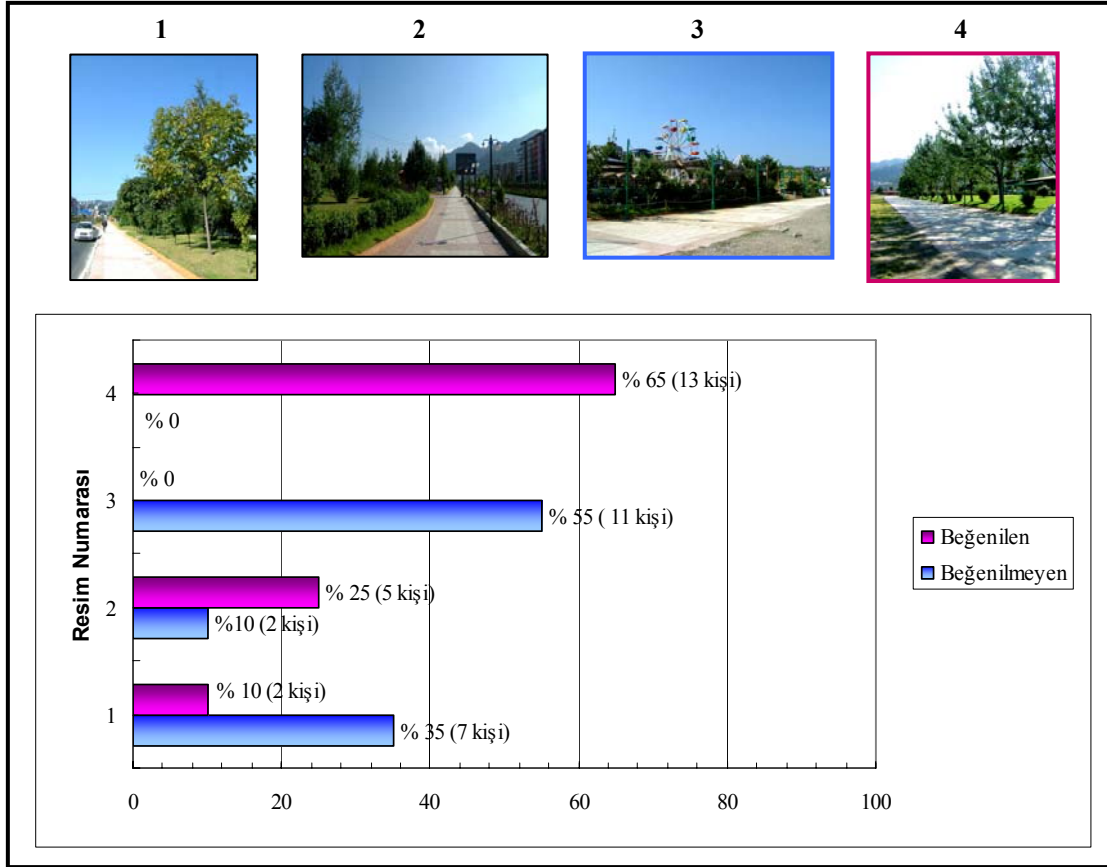 1 2 3 4
4
% 65 (13 kişi)
% 0
% 0
3
% 55 ( 11 kişi)
% 25 (5 kişi)
2
%10 (2 kişi)
% 10 (2 kişi)
1
% 35 (7 kişi)
Resim Numarası
0 20 40 60 80 100
Beğenilen
Beğenilmeyen